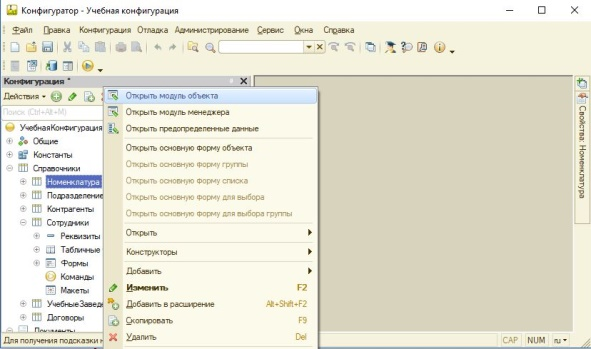 Конфигуратор - Учебная конфигурация
Файл Правка Конфигурация Отладка Администрирование Сервис Окна Справка
Конфигурация *
Действия
Поиск (Ctrl+Alt+M)
УчебнаяКонфигурация
Общие
Константы
Справочники
Номенклатура
Подразделение
Контрагенты
Сотрудники
Реквизиты
Табличные
Формы
Команды
Макеты
УчебныеЗаведе
Договоры
Документы
Открыть модуль объекта
Открыть модуль менеджера
Открыть предопределенные данные
Открыть основную форму объекта
Открыть основную форму группы
Открыть основную форму списка
Открыть основную форму для выбора
Открыть основную форму для выбора группы
Открыть
Конструкторы
Добавить
Изменить F2
Добавить в расширение Alt+Shift+F2
Скопировать F9
Удалить Del
Свойства: Номенклатура
Для получения подсказки н
CAP NUM ru